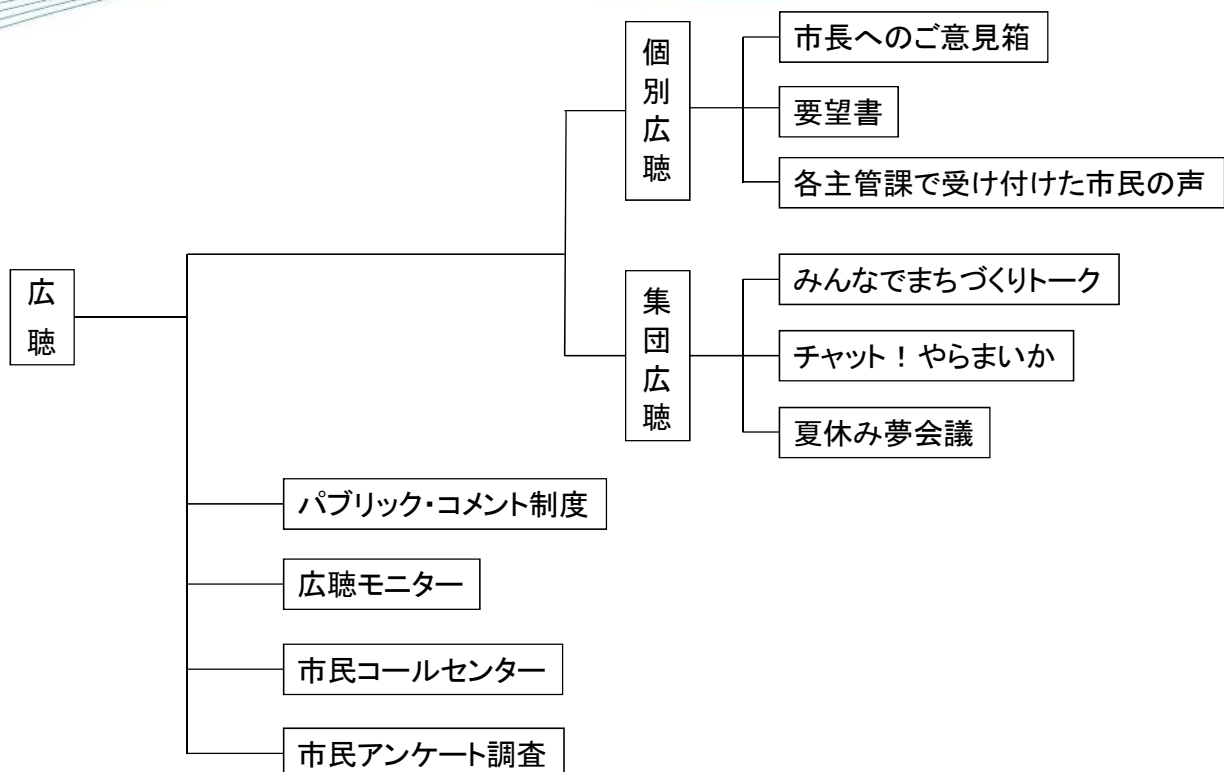 広聴
個別広聴
市長へのご意見箱
要望書
各主管課で受け付けた市民の声
集団広聴
みんなでまちづくりトーク
チャット！やらまいか
夏休み夢会議
パブリック・コメント制度
広聴モニター
市民コールセンター
市民アンケート調査